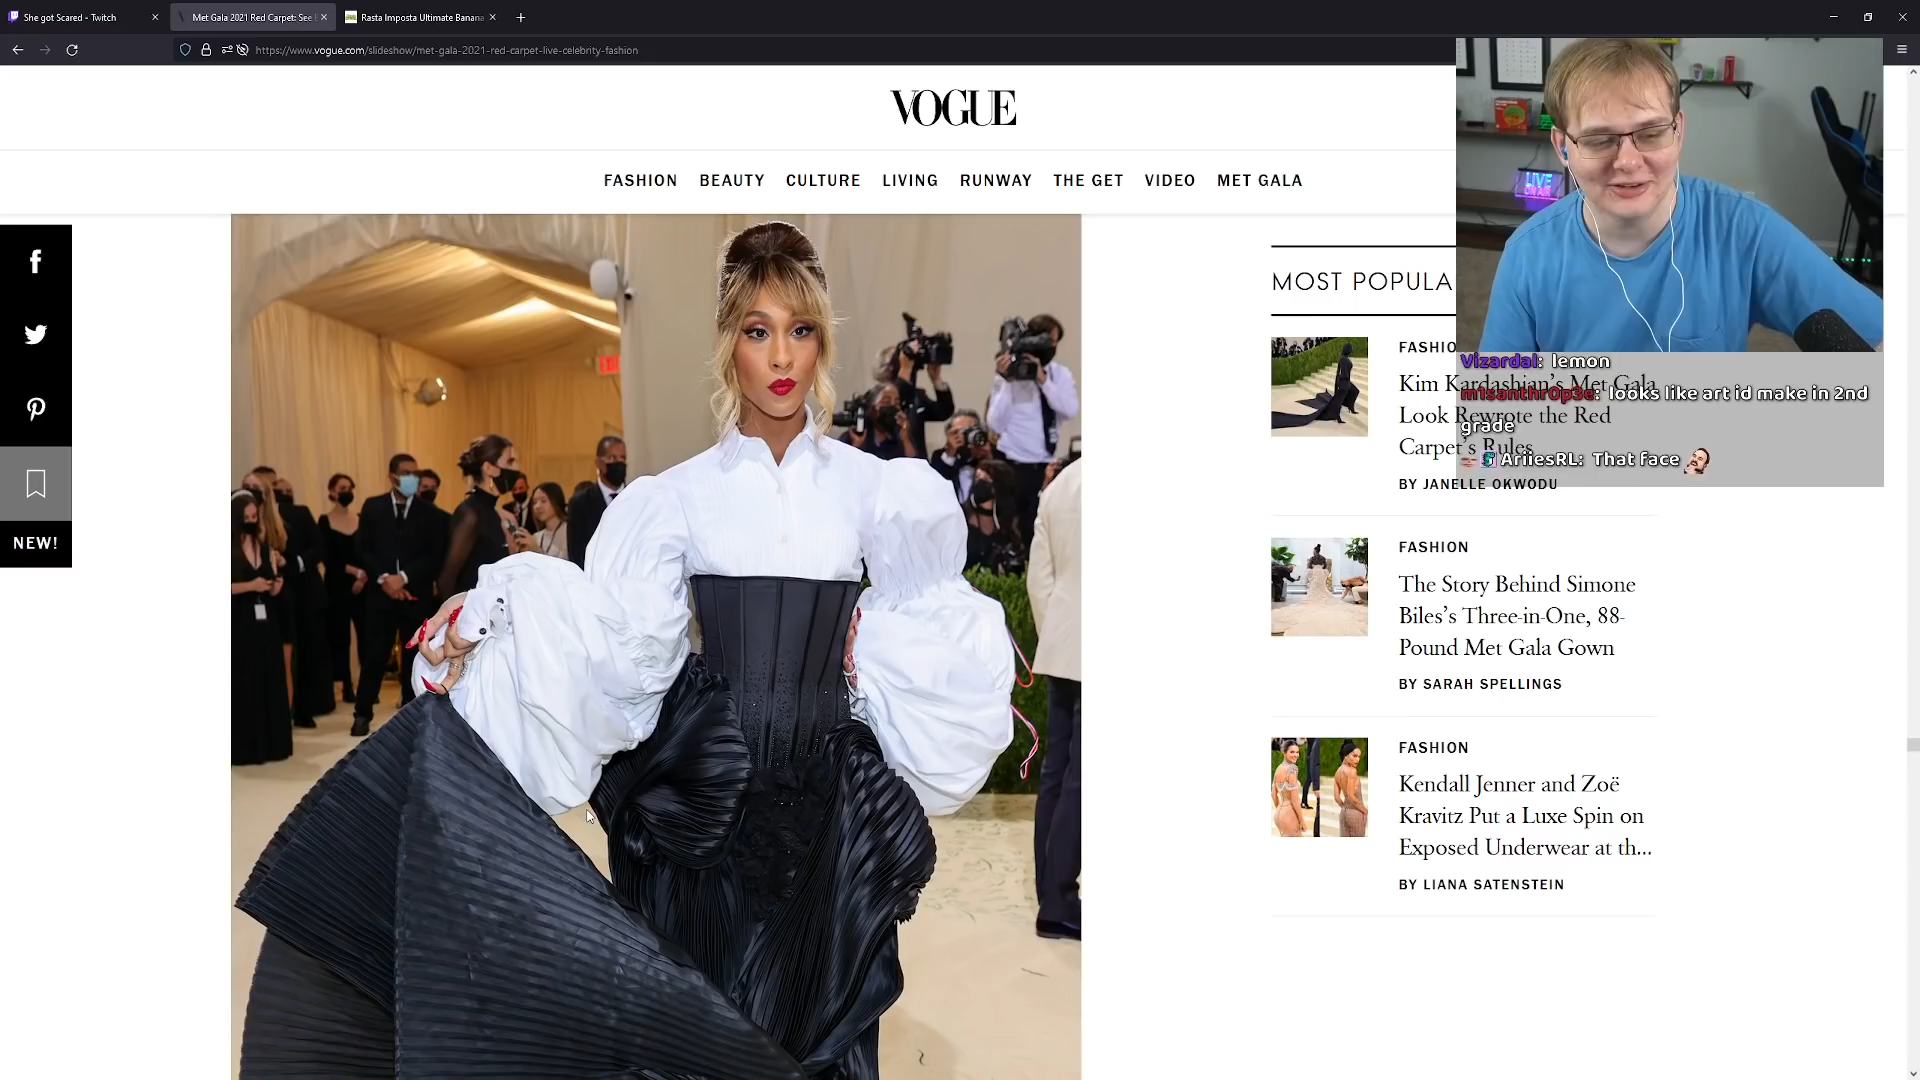 She got Scared - Twitch
Met Gala 2021 Red Carpet: See
Rasta Imposta Ultimate Banana
https://www.vogue.com/slideshow/met-gala-2021-red-carpet-live-celebrity-fashion
VOGUE
FASHION BEAUTY CULTURE LIVING RUNWAY THE GET VIDEO MET GALA
NEW!
LIVE
ON AIR
MOST POPULA
FASHIO
Kim Kardashian's Met Gala
Look Rewrote the Red
Carpet's Rules
BY JANELLE OKWODU
Vizardal: lemon
m1santhr0p3e: looks like art id make in 2nd
grade
AriiesRL: That face
FASHION
The Story Behind Simone
Biles's Three-in-One, 88-
Pound Met Gala Gown
BY SARAH SPELLINGS
FASHION
Kendall Jenner and Zoë
Kravitz Put a Luxe Spin on
Exposed Underwear at th...
BY LIANA SATENSTEIN